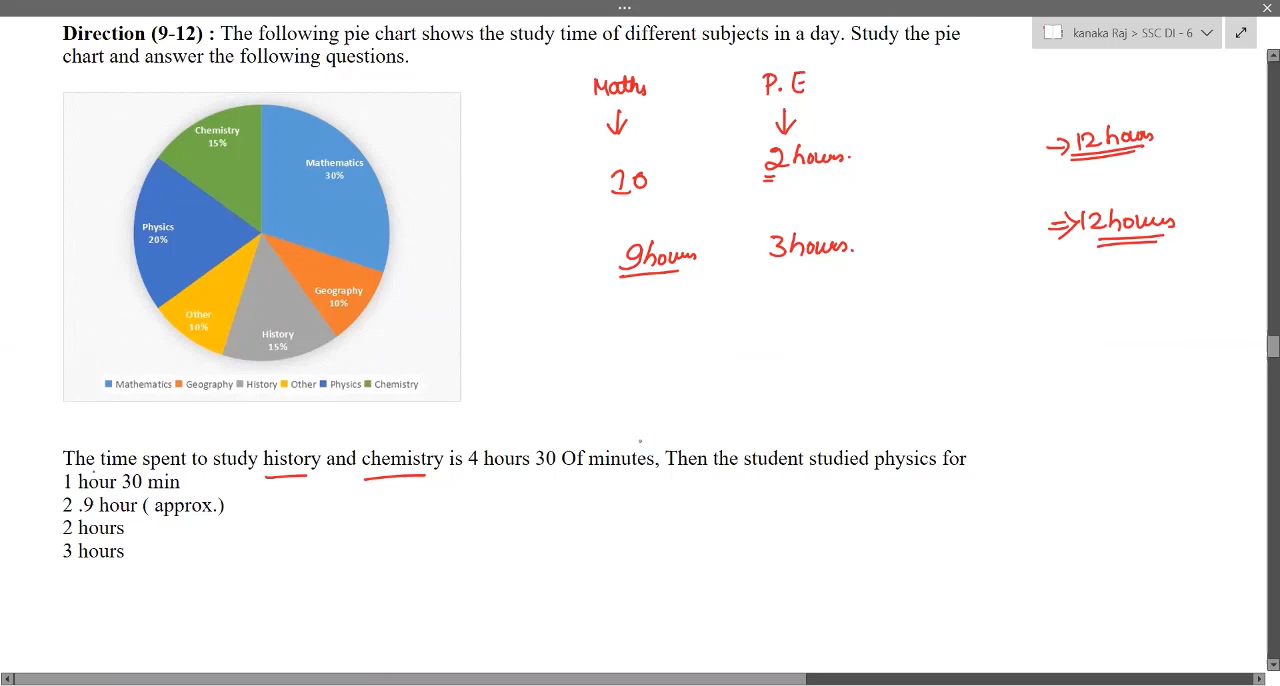 Direction (9-12) : The following pie chart shows the study time of different subjects in a day. Study the pie
chart and answer the following questions.
kanaka Raj > SSC DI - 6
Chemistry
15%
Mathematics
30%
Physics
20%
Geography
10%
Other
10%
History
15%
Mathematics Geography History Other Physics Chemistry
Maths P.E
10 2 hours.
→ 12 hours
9 hours 3 hours.
⇒ 12 hours
The time spent to study history and chemistry is 4 hours 30 Of minutes, Then the student studied physics for
1 hour 30 min
2 .9 hour ( approx.)
2 hours
3 hours